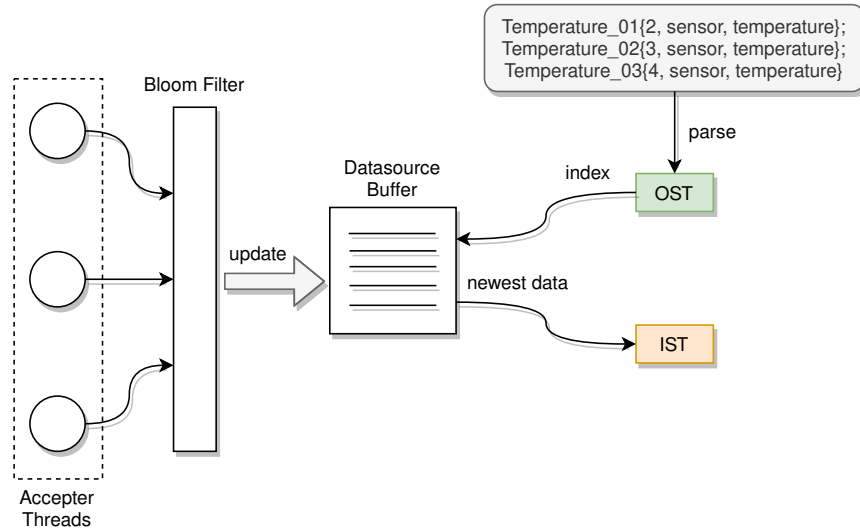 Temperature_01{2, sensor, temperature};
Temperature_02{3, sensor, temperature};
Temperature_03{4, sensor, temperature}
Bloom Filter
parse
Datasource
Buffer
index
OST
update
newest data
IST
Accepter
Threads